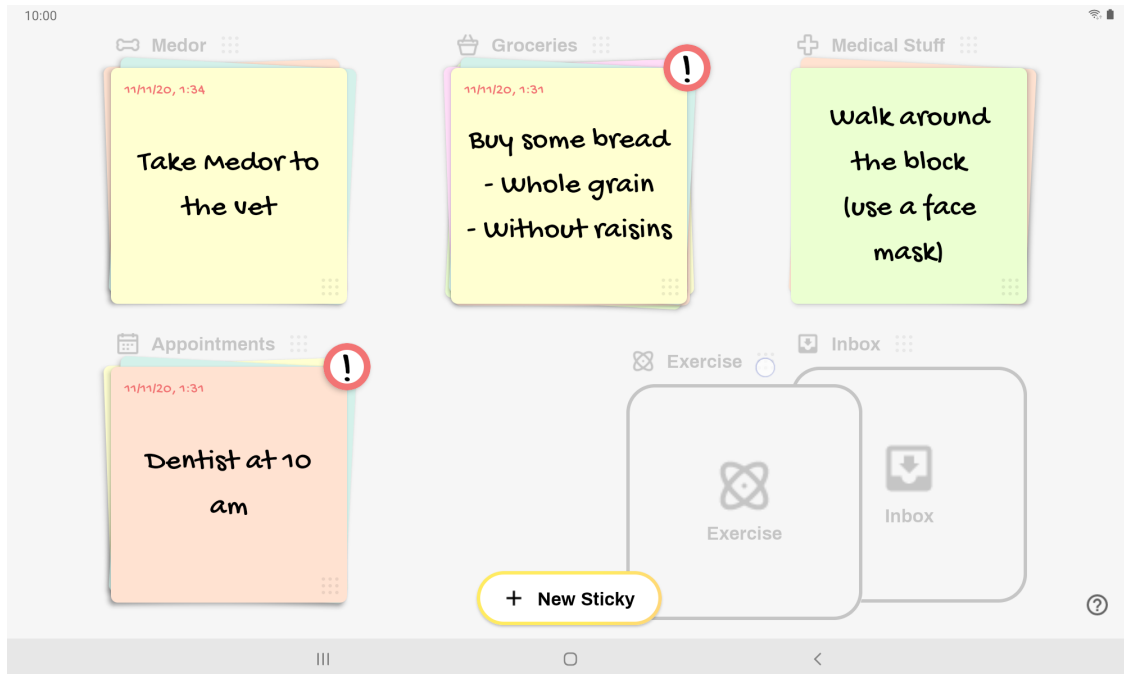 10:00
Medor
Groceries
Medical Stuff
11/11/20, 1:34
Take Medor to
the vet
11/11/20, 1:31
!
Buy some bread
- Whole grain
- Without raisins
Walk around
the block
(use a face
mask)
Appointments
Exercise
Inbox
11/11/20, 1:31
!
Dentist at 10
am
Exercise
Inbox
+ New Sticky
?